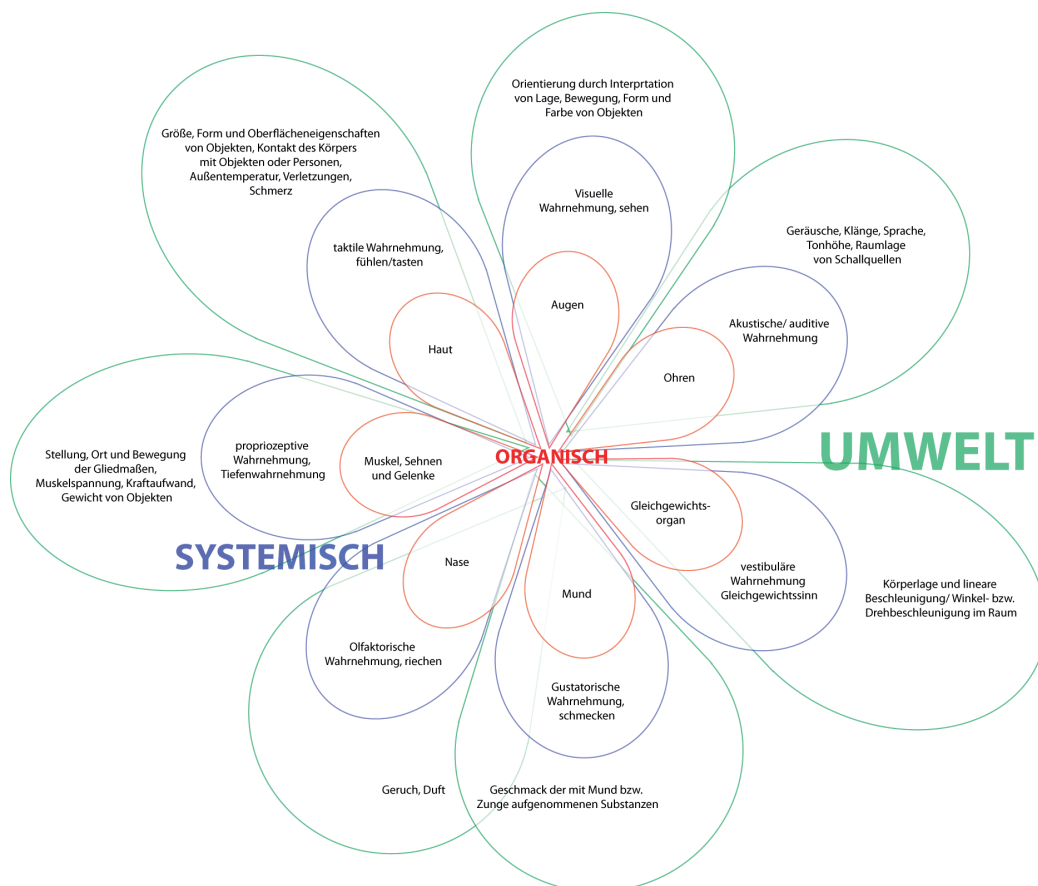 Orientierung durch Interprtation
von Lage, Bewegung, Form und
Farbe von Objekten
Größe, Form und Oberflächeneigenschaften
von Objekten, Kontakt des Körpers
mit Objekten oder Personen,
Außentemperatur, Verletzungen,
Schmerz
Visuelle
Wahrnehmung, sehen
Geräusche, Klänge, Sprache,
Tonhöhe, Raumlage
von Schallquellen
taktile Wahrnehmung,
fühlen/tasten
Augen
Akustische/ auditive
Wahrnehmung
Haut
Ohren
Stellung, Ort und Bewegung
der Gliedmaßen,
Muskelspannung, Kraftaufwand,
Gewicht von Objekten
propriozeptive
Wahrnehmung,
Tiefenwahrnehmung
Muskel, Sehnen
und Gelenke
ORGANISCH
UMWELT
Gleichgewichts-
organ
SYSTEMISCH
Nase
Mund
vestibuläre
Wahrnehmung
Gleichgewichtssinn
Körperlage und lineare
Beschleunigung/ Winkel- bzw.
Drehbeschleunigung im Raum
Olfaktorische
Wahrnehmung, riechen
Gustatorische
Wahrnehmung,
schmecken
Geruch, Duft
Geschmack der mit Mund bzw.
Zunge aufgenommenen Substanzen